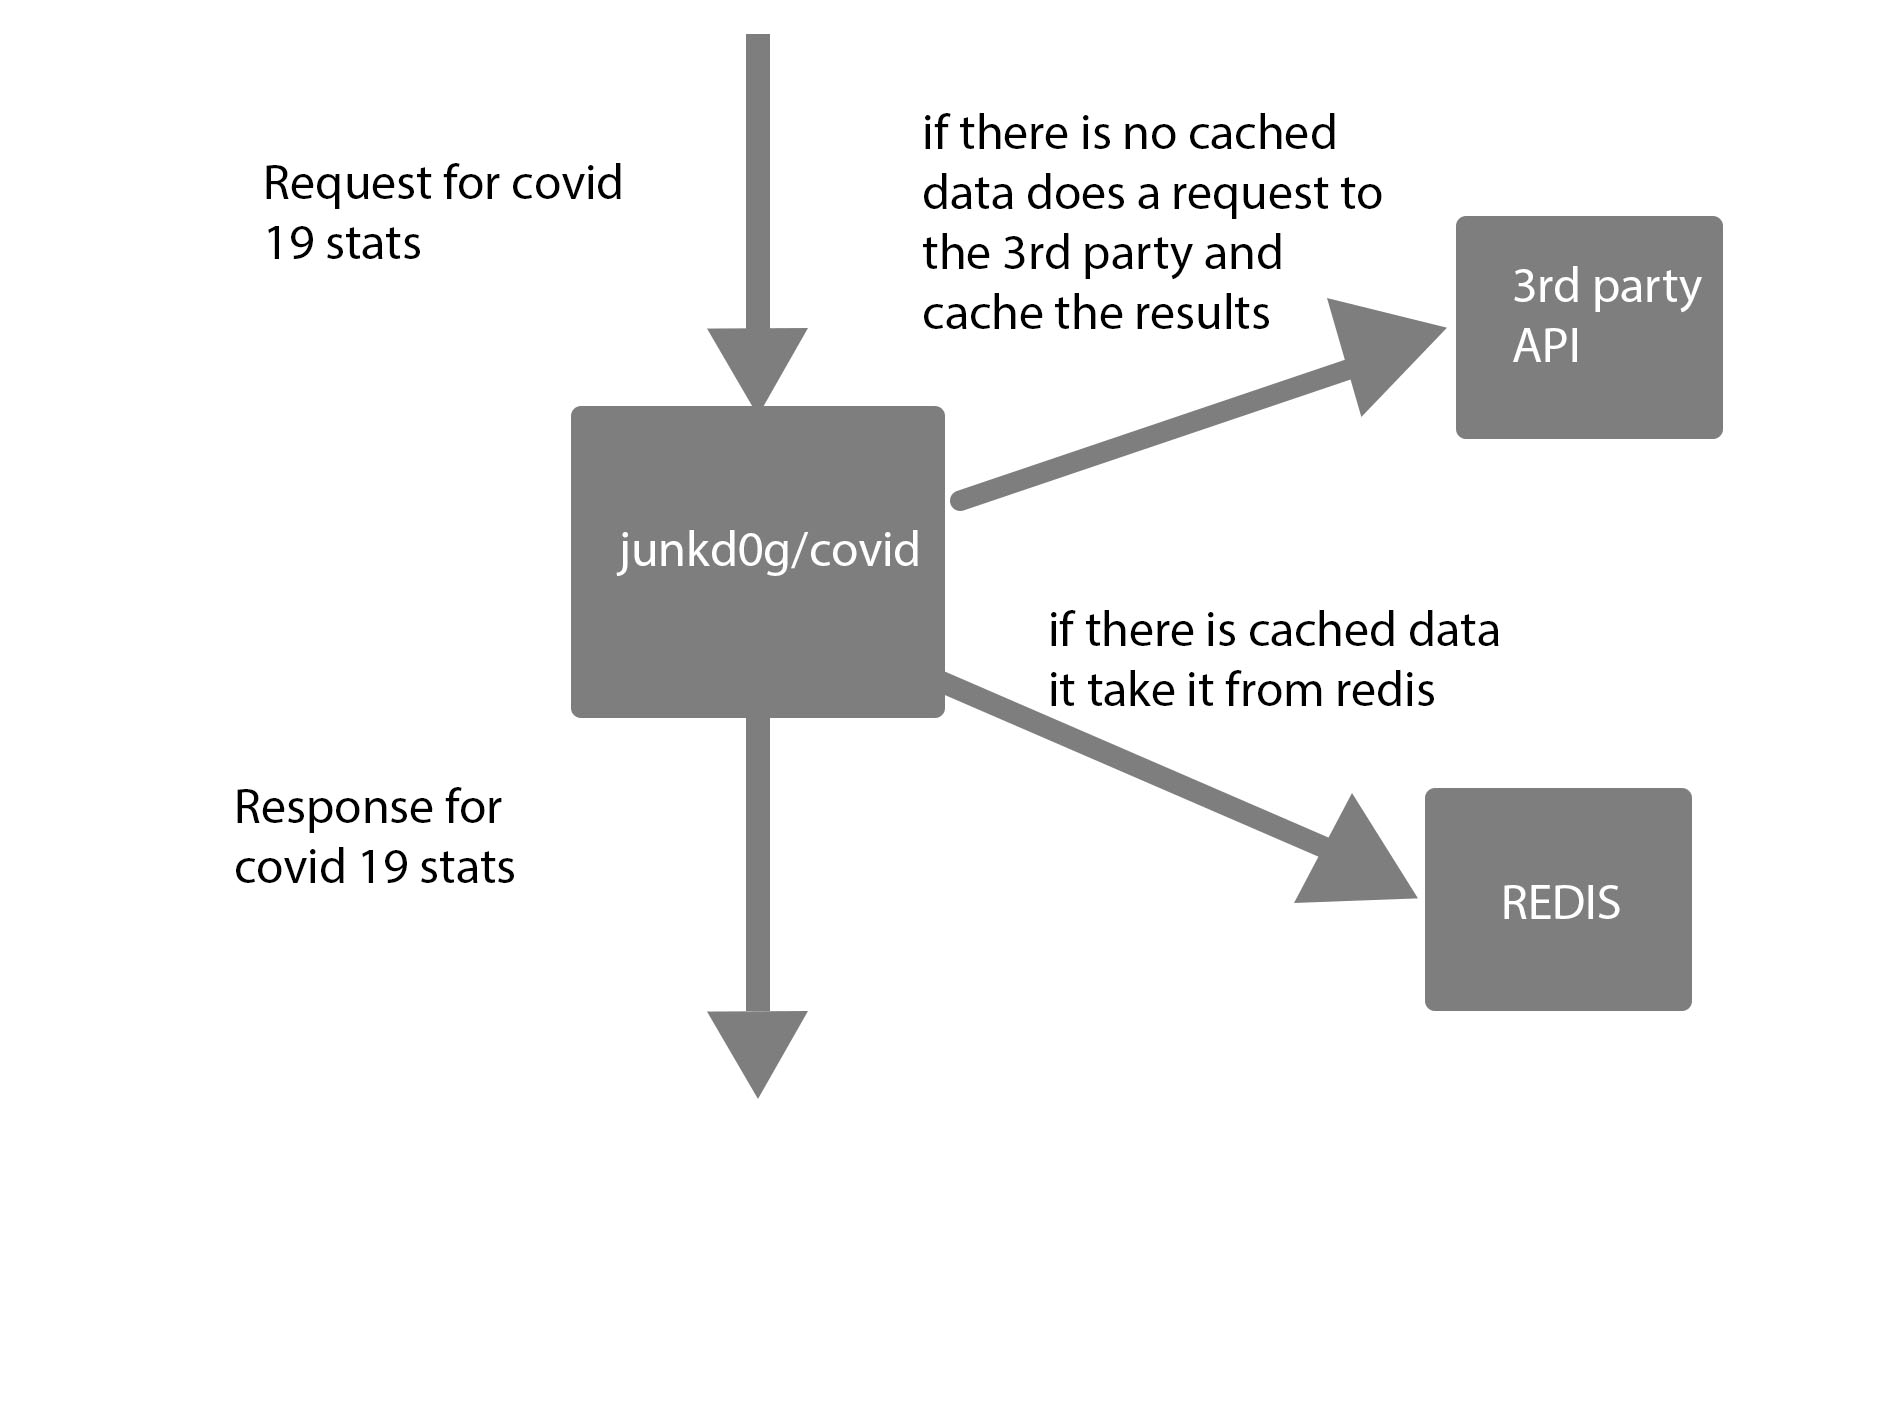 Request for covid
19 stats
if there is no cached
data does a request to
the 3rd party and
cache the results
3rd party
API
junkd0g/covid
if there is cached data
it take it from redis
Response for
covid 19 stats
REDIS